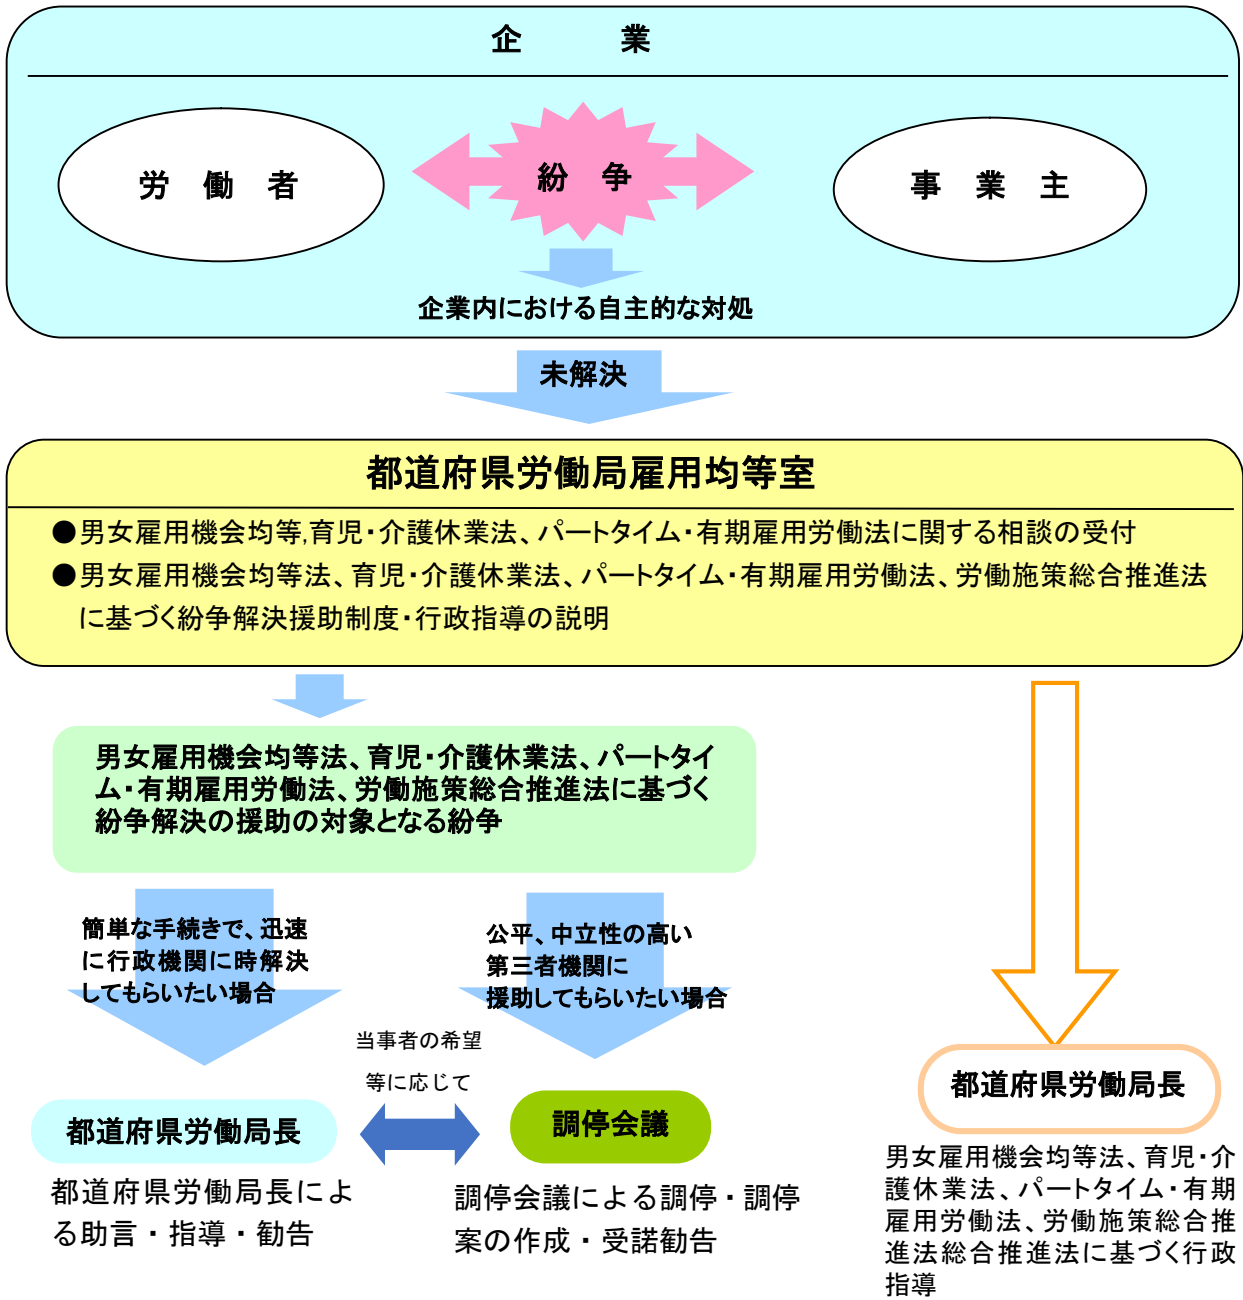 企　業
労　働　者
紛　争
事　業　主
企業内における自主的な対処
未解決
都道府県労働局雇用均等室
●男女雇用機会均等,育児・介護休業法、パートタイム・有期雇用労働法に関する相談の受付
●男女雇用機会均等法、育児・介護休業法、パートタイム・有期雇用労働法、労働施策総合推進法
に基づく紛争解決援助制度・行政指導の説明
男女雇用機会均等法、育児・介護休業法、パートタイ
ム・有期雇用労働法、労働施策総合推進法に基づく
紛争解決の援助の対象となる紛争
簡単な手続きで、迅速
に行政機関に時解決
してもらいたい場合
公平、中立性の高い
第三者機関に
援助してもらいたい場合
当事者の希望
等に応じて
都道府県労働局長
都道府県労働局長によ
る助言・指導・勧告
調停会議
調停会議による調停・調停
案の作成・受諾勧告
都道府県労働局長
男女雇用機会均等法、育児・介
護休業法、パートタイム・有期
雇用労働法、労働施策総合推
進法総合推進法に基づく行政
指導